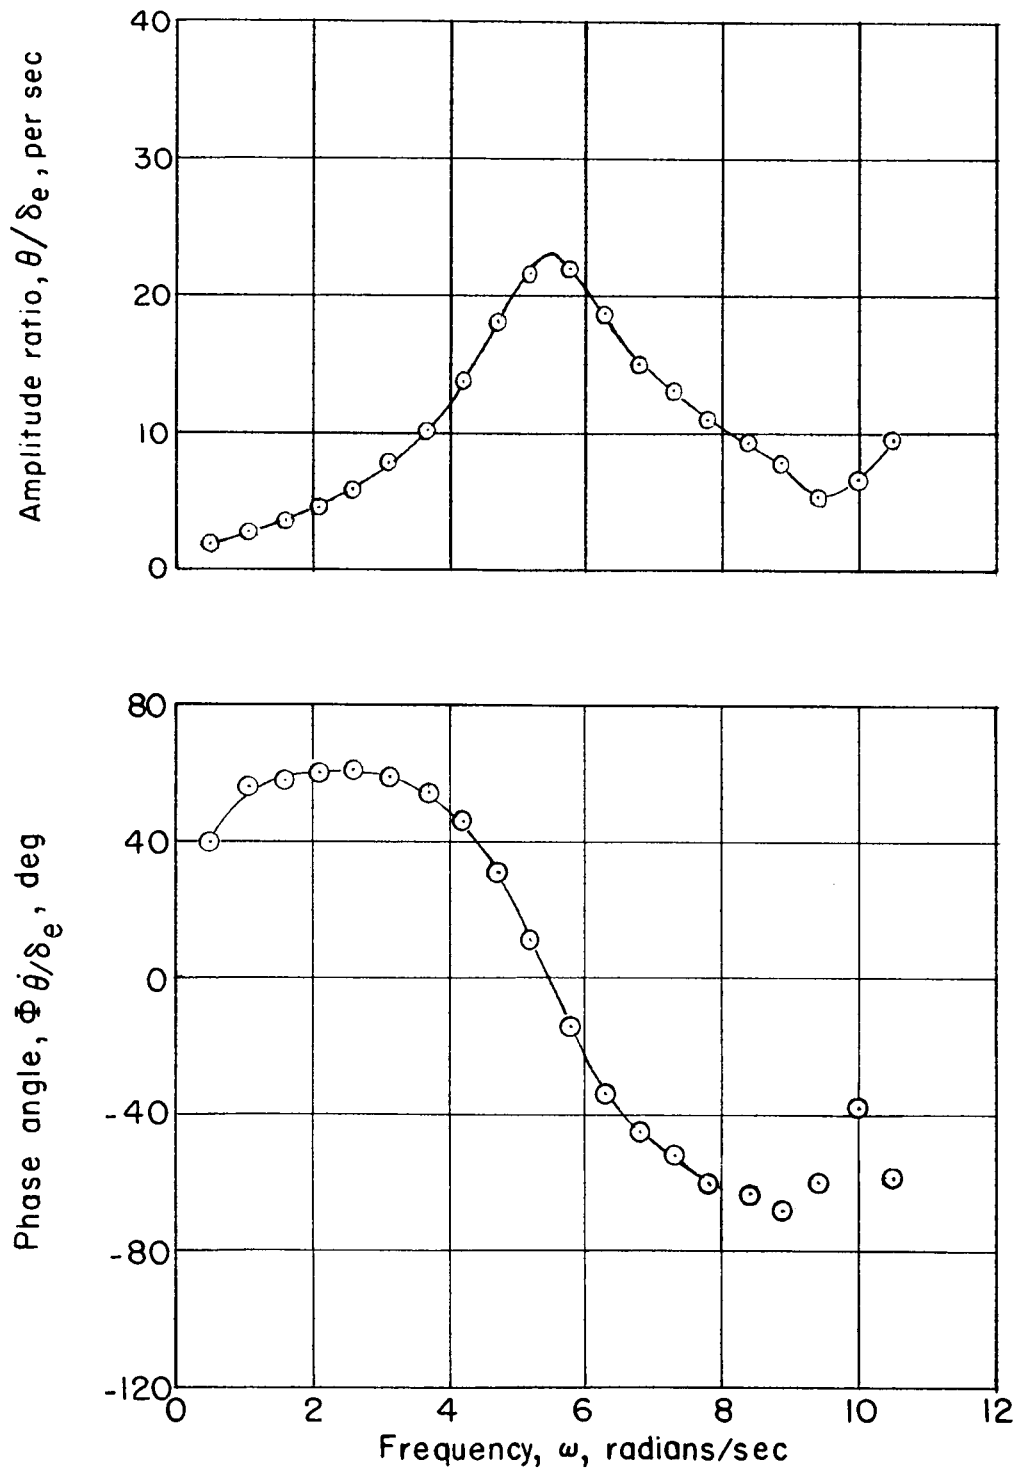 Amplitude ratio, θ/δe, per sec
40
30
20
10
0
Phase angle, Φ θ̇/δe, deg
80
40
0
-40
-80
-120
0 2 4 6 8 10 12
Frequency, ω, radians/sec